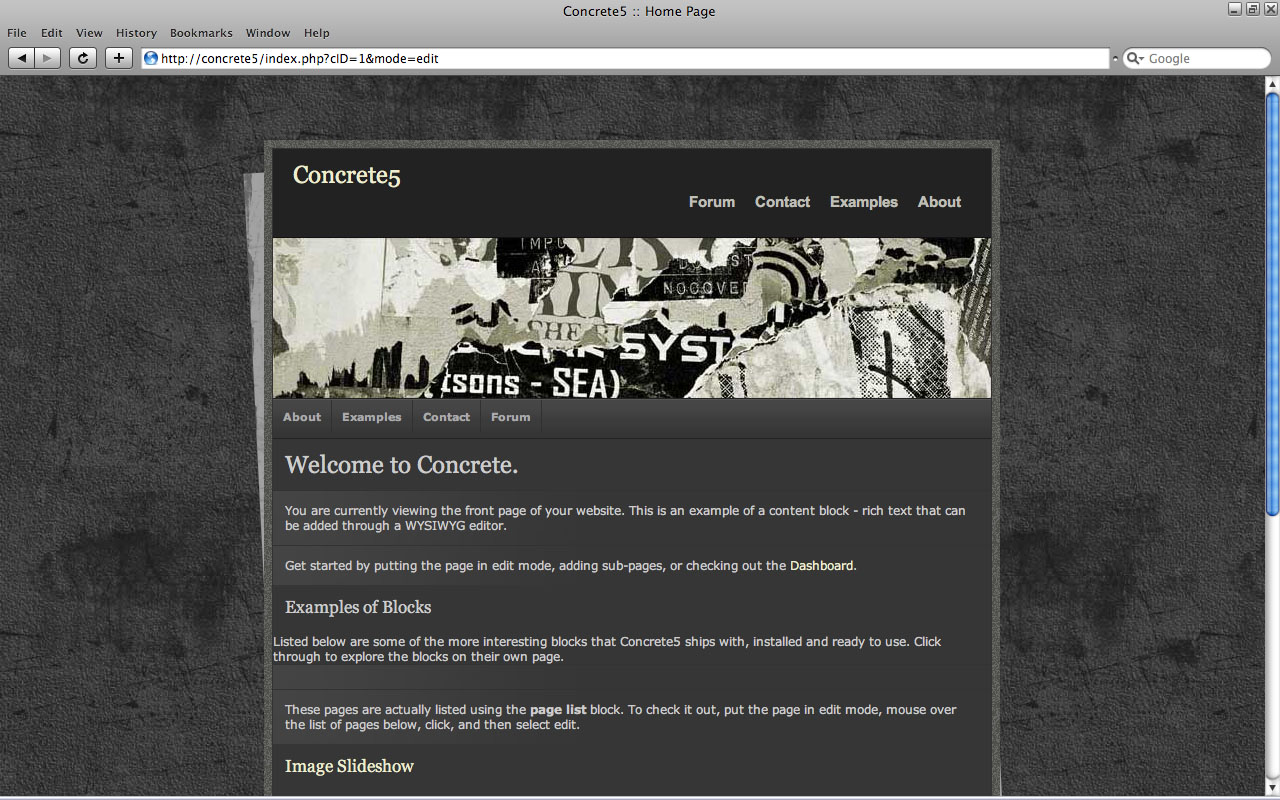 Concrete5 :: Home Page
File Edit View History Bookmarks Window Help
http://concrete5/index.php?cID=1&mode=edit
Google
Concrete5
Forum Contact Examples About
IMPO
ST
NOCOVE
SYST
tsons - SEA)
About Examples Contact Forum
Welcome to Concrete.
You are currently viewing the front page of your website. This is an example of a content block - rich text that can
be added through a WYSIWYG editor.
Get started by putting the page in edit mode, adding sub-pages, or checking out the Dashboard.
Examples of Blocks
Listed below are some of the more interesting blocks that Concrete5 ships with, installed and ready to use. Click
through to explore the blocks on their own page.
These pages are actually listed using the page list block. To check it out, put the page in edit mode, mouse over
the list of pages below, click, and then select edit.
Image Slideshow